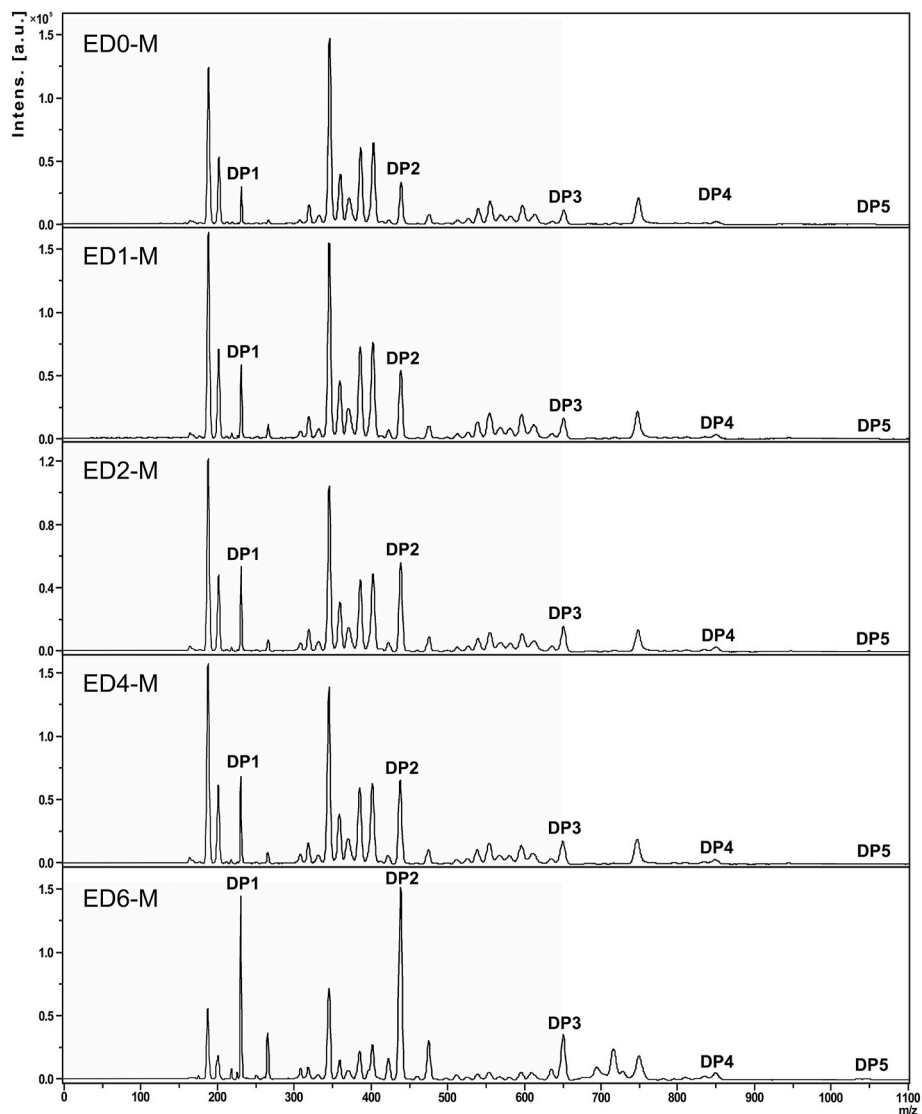 ×10⁵
Intens. [a.u.]
ED0-M
1.5
1.0
0.5
0.0
DP1
DP2
DP3
DP4
DP5
ED1-M
1.5
1.0
0.5
0.0
DP1
DP2
DP3
DP4
DP5
ED2-M
1.2
0.8
0.4
0.0
DP1
DP2
DP3
DP4
DP5
ED4-M
1.5
1.0
0.5
0.0
DP1
DP2
DP3
DP4
DP5
ED6-M
1.5
1.0
0.5
0.0
DP1
DP2
DP3
DP4
DP5
0 100 200 300 400 500 600 700 800 900 1000 1100
m/z